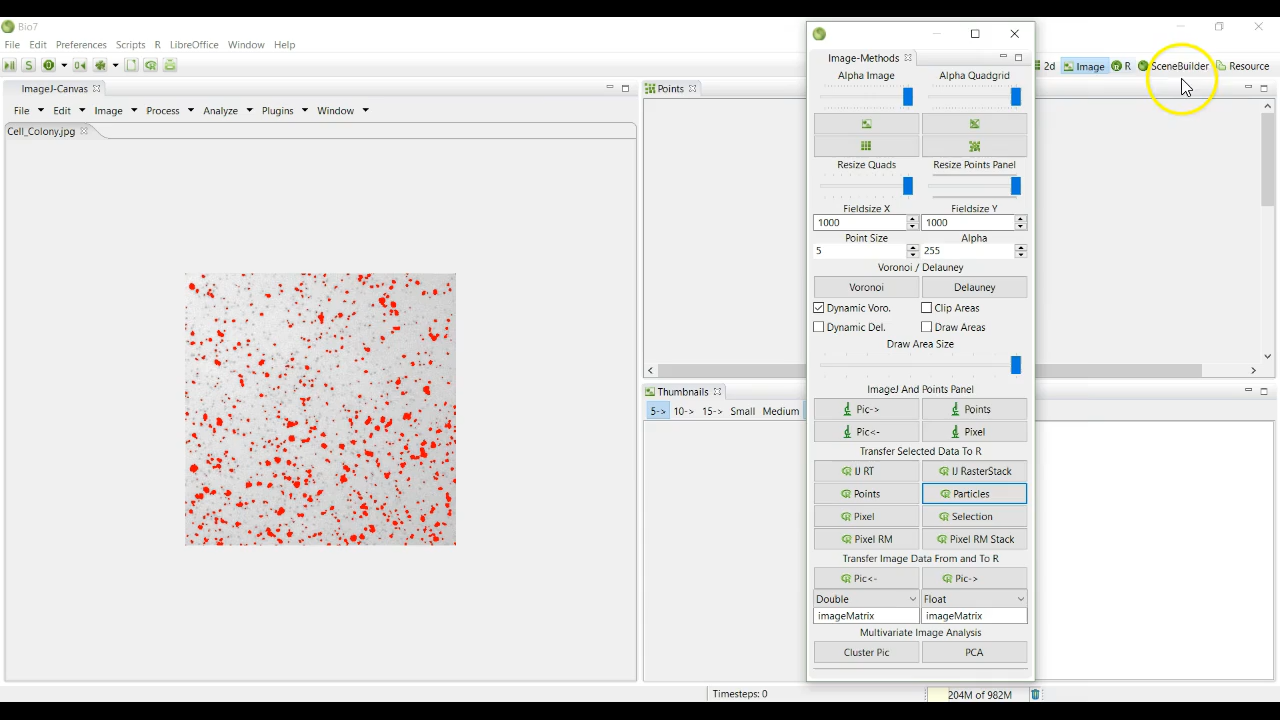 Bio7
File Edit Preferences Scripts R LibreOffice Window Help
2d Image R SceneBuilder Resource
ImageJ-Canvas
File Edit Image Process Analyze Plugins Window
Cell_Colony.jpg
Points
Thumbnails
5-> 10-> 15-> Small Medium
Image-Methods
Alpha Image Alpha Quadgrid
Resize Quads Resize Points Panel
Fieldsize X Fieldsize Y
1000 1000
Point Size Alpha
5 255
Voronoi / Delauney
Voronoi Delauney
Dynamic Voro. Clip Areas
Dynamic Del. Draw Areas
Draw Area Size
ImageJ And Points Panel
Pic-> Points
Pic<- Pixel
Transfer Selected Data To R
IJ RT IJ RasterStack
Points Particles
Pixel Selection
Pixel RM Pixel RM Stack
Transfer Image Data From and To R
Pic<- Pic->
Double Float
imageMatrix imageMatrix
Multivariate Image Analysis
Cluster Pic PCA
Timesteps: 0 204M of 982M